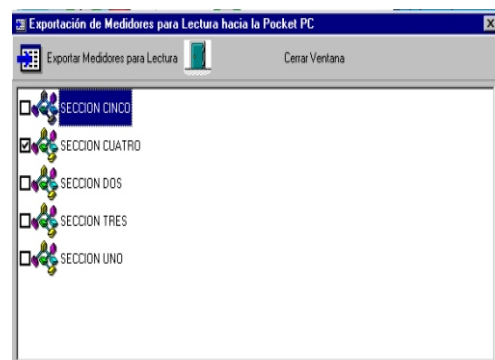 Exportación de Medidores para Lectura hacia la Pocket PC
Exportar Medidores para Lectura Cerrar Ventana
SECCION CINCO
SECCION CUATRO
SECCION DOS
SECCION TRES
SECCION UNO